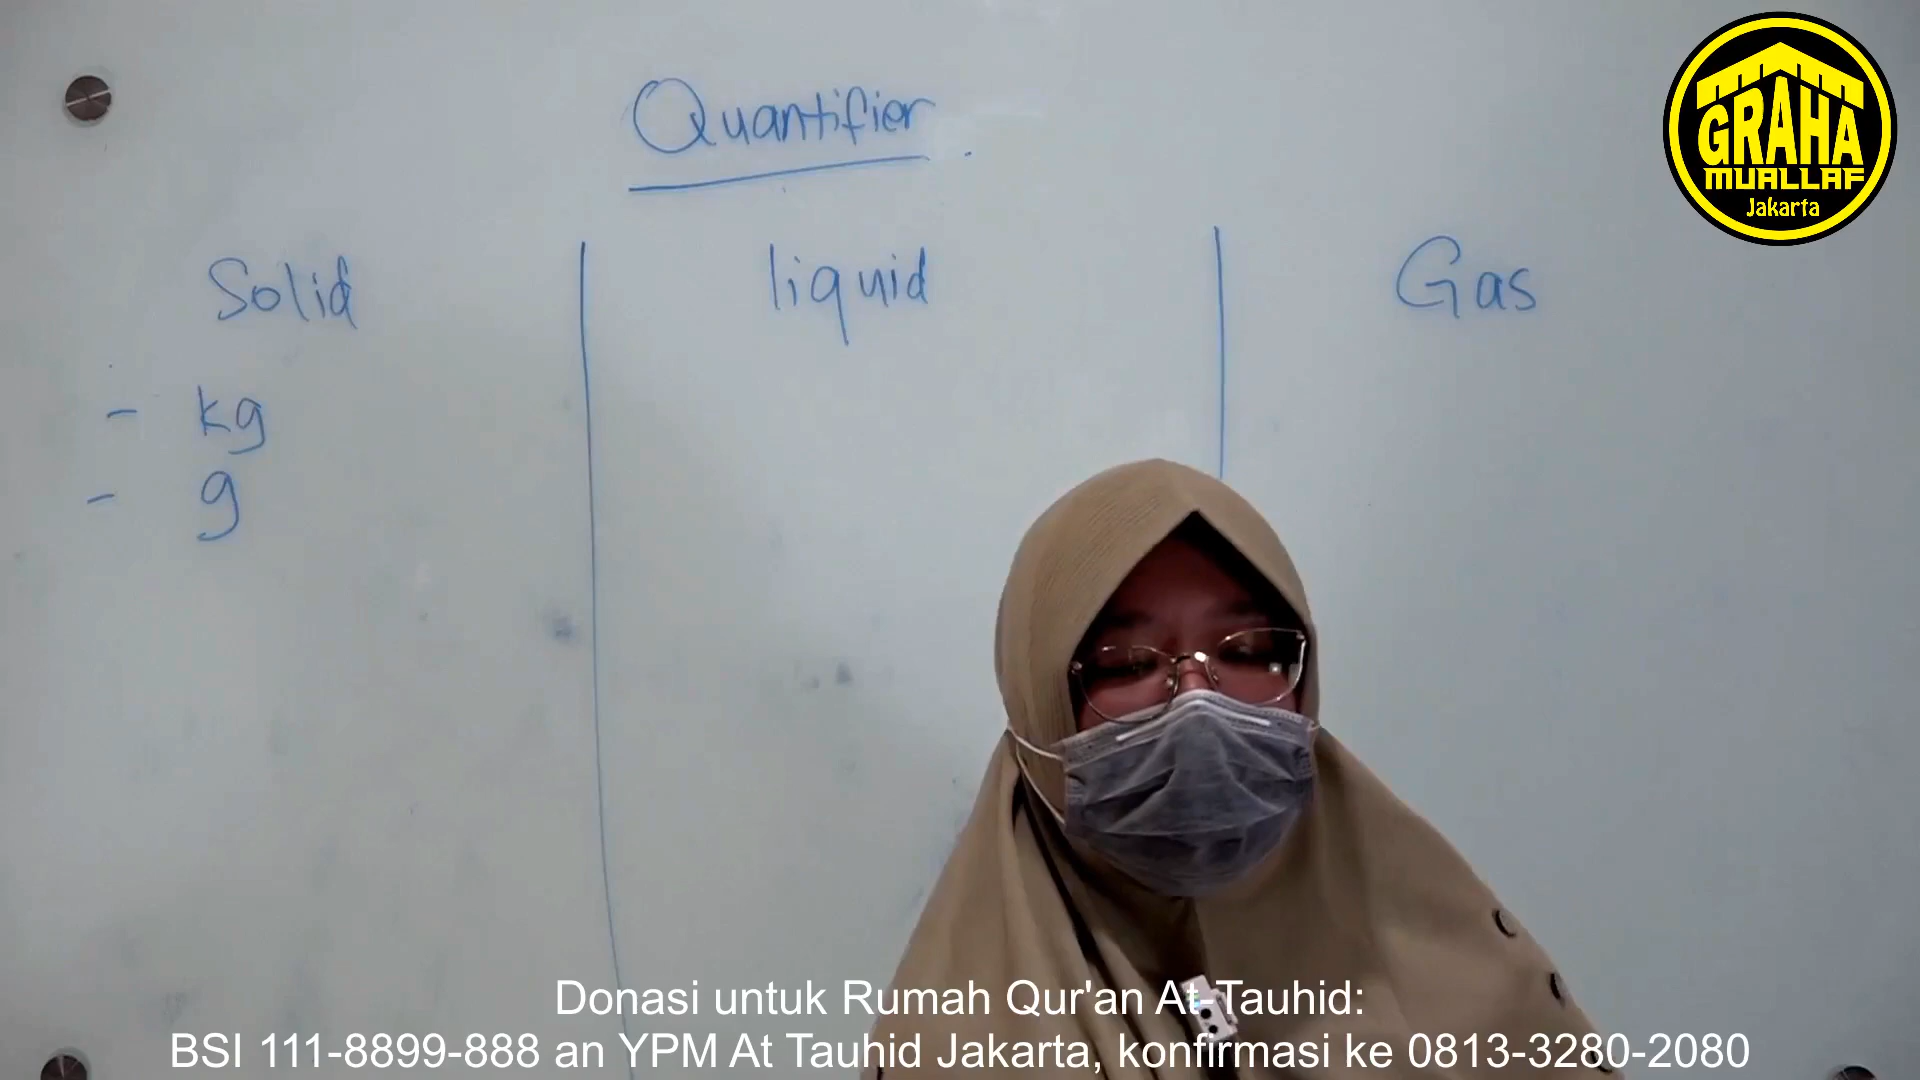 Quantifier
Solid
liquid
Gas
- kg
- g
GRAHA
MUALLAF
Jakarta
Donasi untuk Rumah Qur'an At-Tauhid:
BSI 111-8899-888 an YPM At Tauhid Jakarta, konfirmasi ke 0813-3280-2080